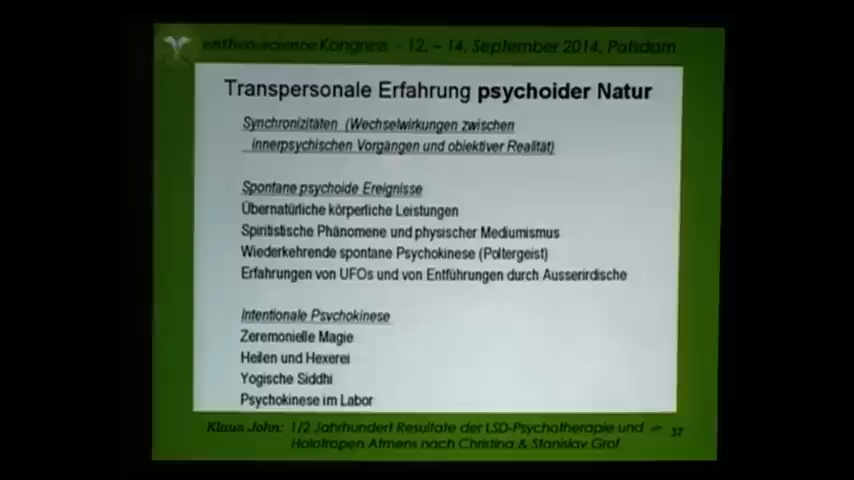 entheo-science Kongress - 12. – 14. September 2014, Potsdam
Transpersonale Erfahrung psychoider Natur
Synchronizitäten (Wechselwirkungen zwischen
innerpsychischen Vorgängen und objektiver Realität)
Spontane psychoide Ereignisse
Übernatürliche körperliche Leistungen
Spiritistische Phänomene und physischer Mediumismus
Wiederkehrende spontane Psychokinese (Poltergeist)
Erfahrungen von UFOs und von Entführungen durch Ausserirdische
Intentionale Psychokinese
Zeremonielle Magie
Heilen und Hexerei
Yogische Siddhi
Psychokinese im Labor
Klaus John: 1/2 Jahrhundert Resultate der LSD-Psychotherapie und
Holotropen Atmens nach Christina & Stanislav Grof
37